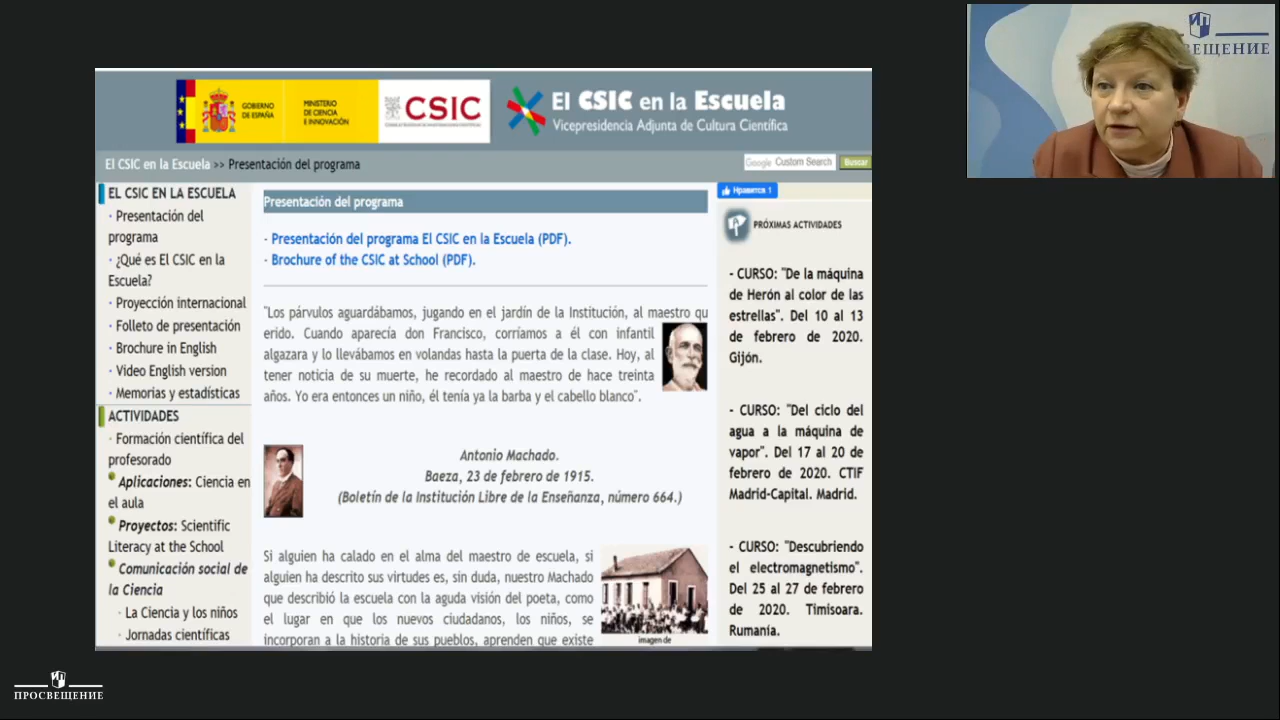 GOBIERNO
DE ESPAÑA
MINISTERIO
DE CIENCIA
E INNOVACIÓN
CSIC
El CSIC en la Escuela
Vicepresidencia Adjunta de Cultura Científica
El CSIC en la Escuela >> Presentación del programa
Google Custom Search
Buscar
EL CSIC EN LA ESCUELA
· Presentación del
programa
· ¿Qué es El CSIC en la
Escuela?
· Proyección internacional
· Folleto de presentación
· Brochure in English
· Video English version
· Memorias y estadísticas
ACTIVIDADES
· Formación científica del
profesorado
Aplicaciones: Ciencia en
el aula
Proyectos: Scientific
Literacy at the School
Comunicación social de
la Ciencia
· La Ciencia y los niños
· Jornadas científicas
Presentación del programa
- Presentación del programa El CSIC en la Escuela (PDF).
- Brochure of the CSIC at School (PDF).
"Los párvulos aguardábamos, jugando en el jardín de la Institución, al maestro qu
erido. Cuando aparecía don Francisco, corríamos a él con infantil
algazara y lo llevábamos en volandas hasta la puerta de la clase. Hoy, al
tener noticia de su muerte, he recordado al maestro de hace treinta
años. Yo era entonces un niño, él tenía ya la barba y el cabello blanco".
Antonio Machado.
Baeza, 23 de febrero de 1915.
(Boletín de la Institución Libre de la Enseñanza, número 664.)
Si alguien ha calado en el alma del maestro de escuela, si
alguien ha descrito sus virtudes es, sin duda, nuestro Machado
que describió la escuela con la aguda visión del poeta, como
el lugar en que los nuevos ciudadanos, los niños, se
incorporan a la historia de sus pueblos, aprenden que existe
imagen de
Нравится 1
PRÓXIMAS ACTIVIDADES
- CURSO: "De la máquina
de Herón al color de las
estrellas". Del 10 al 13
de febrero de 2020.
Gijón.
- CURSO: "Del ciclo del
agua a la máquina de
vapor". Del 17 al 20 de
febrero de 2020. CTIF
Madrid-Capital. Madrid.
- CURSO: "Descubriendo
el electromagnetismo".
Del 25 al 27 de febrero
de 2020. Timisoara.
Rumanía.
СВЕЩЕНИЕ
ПРОСВЕЩЕНИЕ